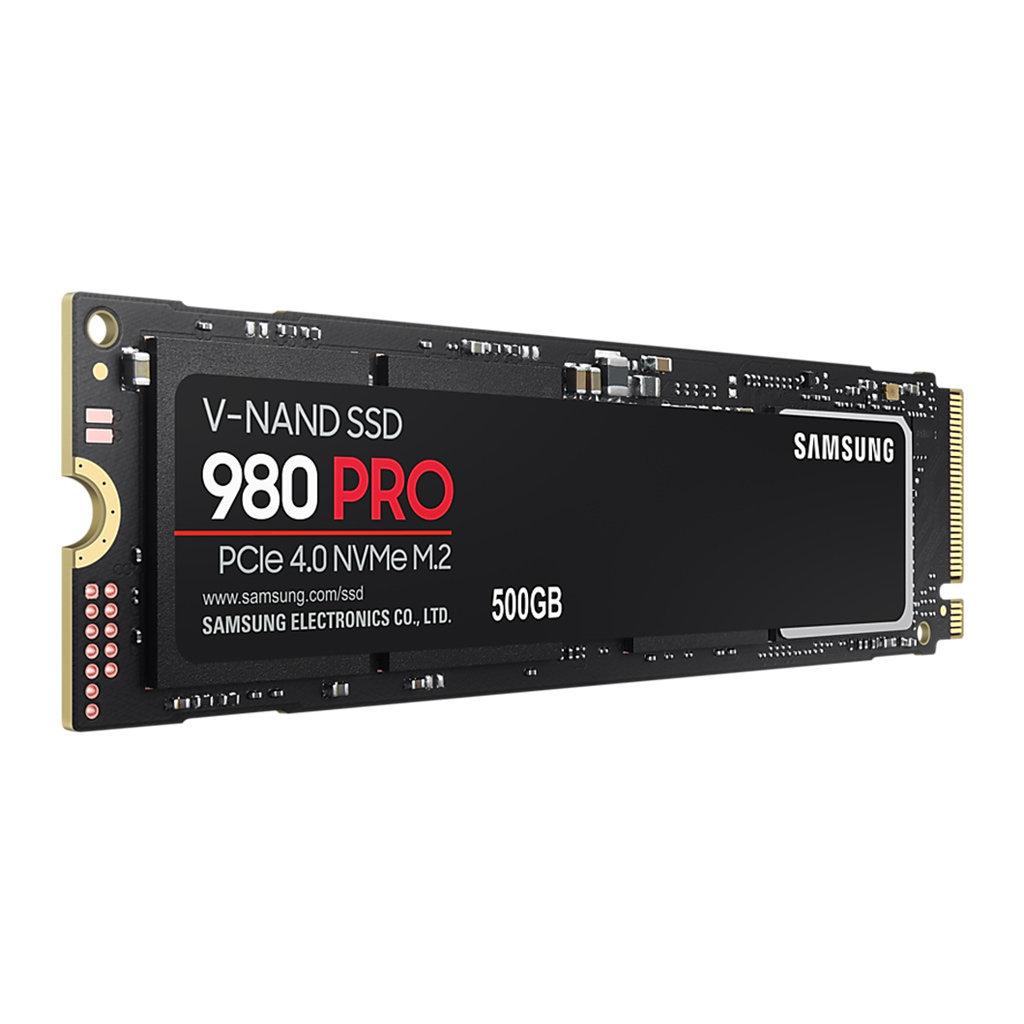 V-NAND SSD
980 PRO
PCIe 4.0 NVMe M.2
www.samsung.com/ssd
SAMSUNG ELECTRONICS CO., LTD.
500GB
SAMSUNG